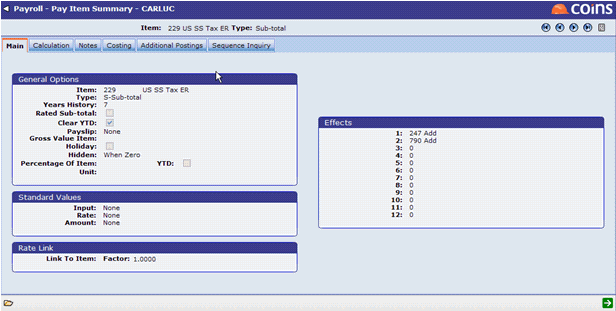 Payroll - Pay Item Summary - CARLUC
COINS
Item: 229 US SS Tax ER Type: Sub-total
Main Calculation Notes Costing Additional Postings Sequence Inquiry
General Options
Item: 229 US SS Tax ER
Type: S-Sub-total
Years History: 7
Rated Sub-total:
Clear YTD:
Payslip: None
Gross Value Item:
Holiday:
Hidden: When Zero
Percentage Of Item: YTD:
Unit:
Standard Values
Input: None
Rate: None
Amount: None
Rate Link
Link To Item: Factor: 1.0000
Effects
1: 247 Add
2: 790 Add
3: 0
4: 0
5: 0
6: 0
7: 0
8: 0
9: 0
10: 0
11: 0
12: 0